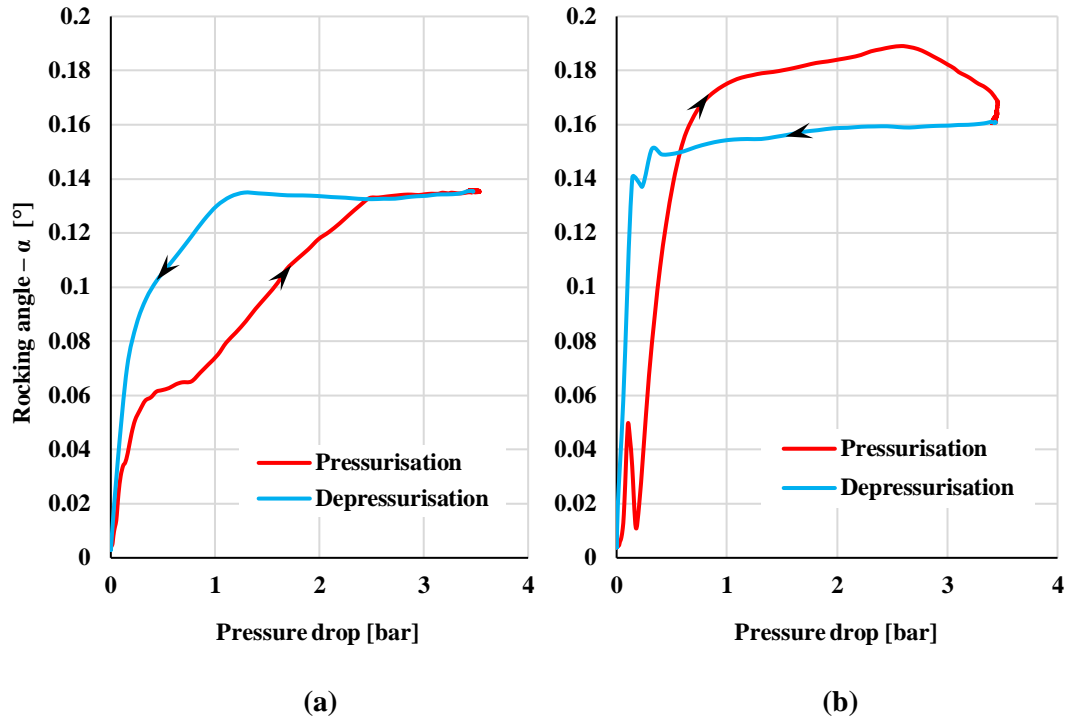 0.2
0.18
0.16
0.14
0.12
0.1
0.08
0.06
0.04
0.02
0
Rocking angle – α [°]
Pressurisation
Depressurisation
0 1 2 3 4
Pressure drop [bar]
(a)
0.2
0.18
0.16
0.14
0.12
0.1
0.08
0.06
0.04
0.02
0
Pressurisation
Depressurisation
0 1 2 3 4
Pressure drop [bar]
(b)